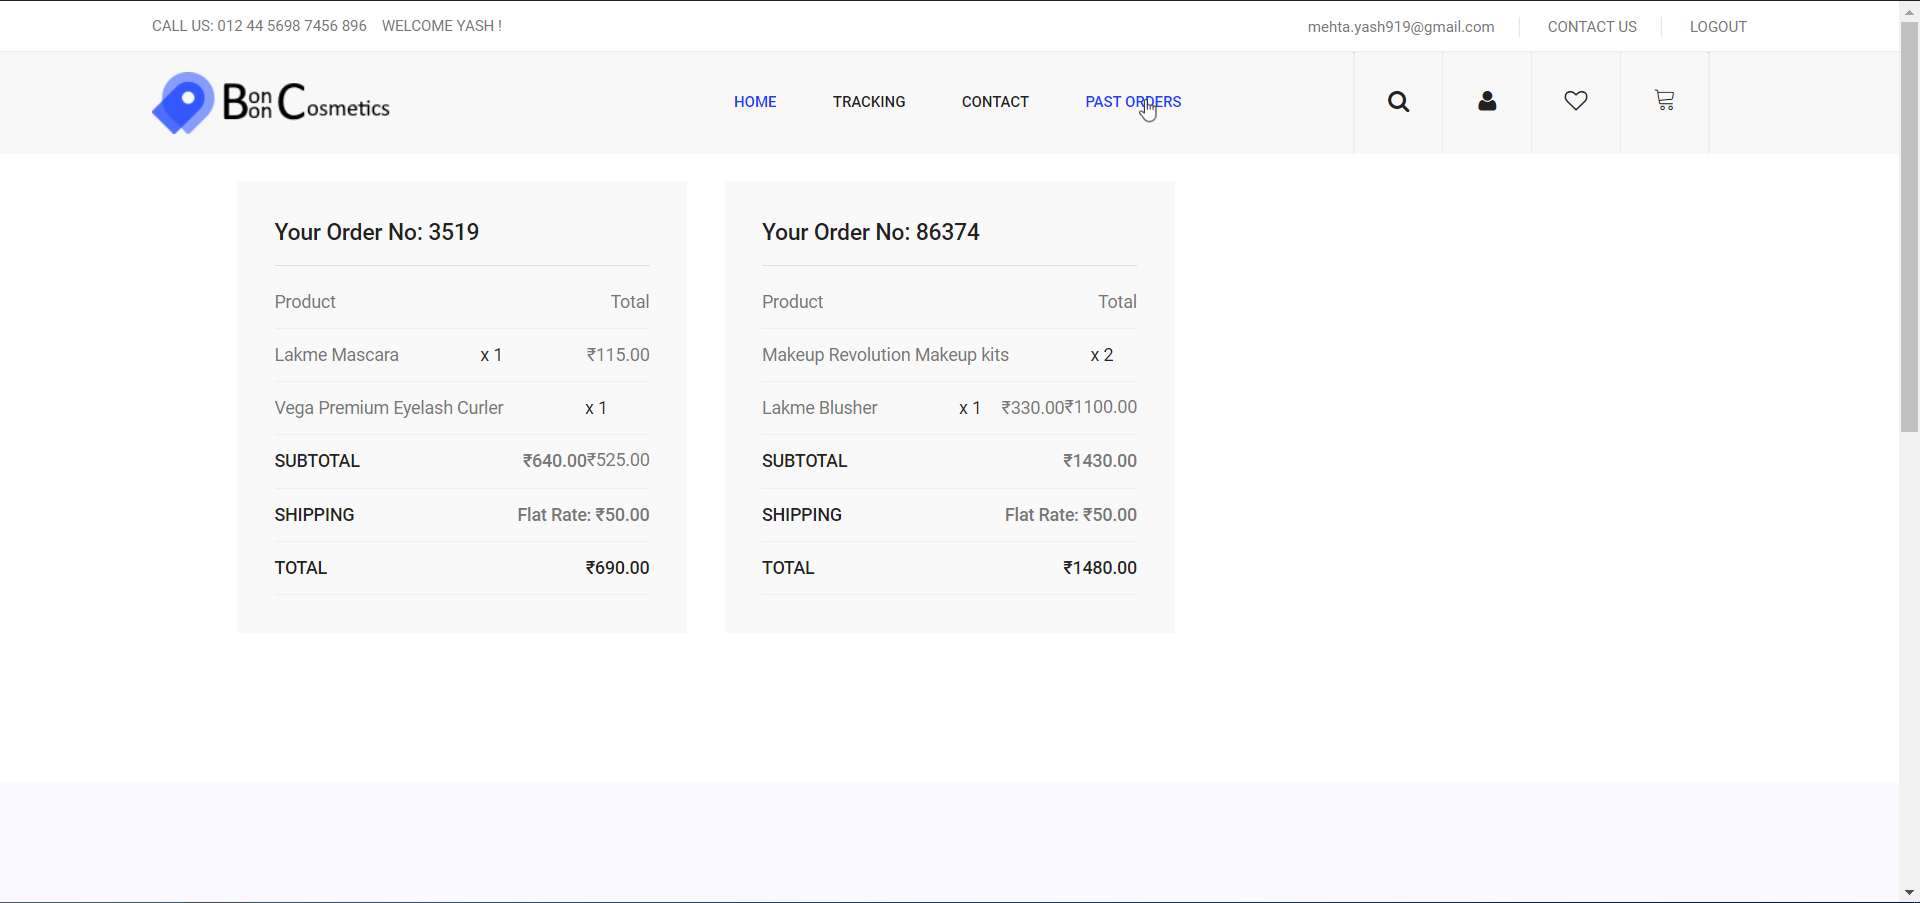 CALL US: 012 44 5698 7456 896 WELCOME YASH !
mehta.yash919@gmail.com CONTACT US LOGOUT
Bon Bon Cosmetics
HOME TRACKING CONTACT PAST ORDERS
Your Order No: 3519
Product Total
Lakme Mascara x 1 ₹115.00
Vega Premium Eyelash Curler x 1
SUBTOTAL ₹640.00₹525.00
SHIPPING Flat Rate: ₹50.00
TOTAL ₹690.00
Your Order No: 86374
Product Total
Makeup Revolution Makeup kits x 2
Lakme Blusher x 1 ₹330.00₹1100.00
SUBTOTAL ₹1430.00
SHIPPING Flat Rate: ₹50.00
TOTAL ₹1480.00